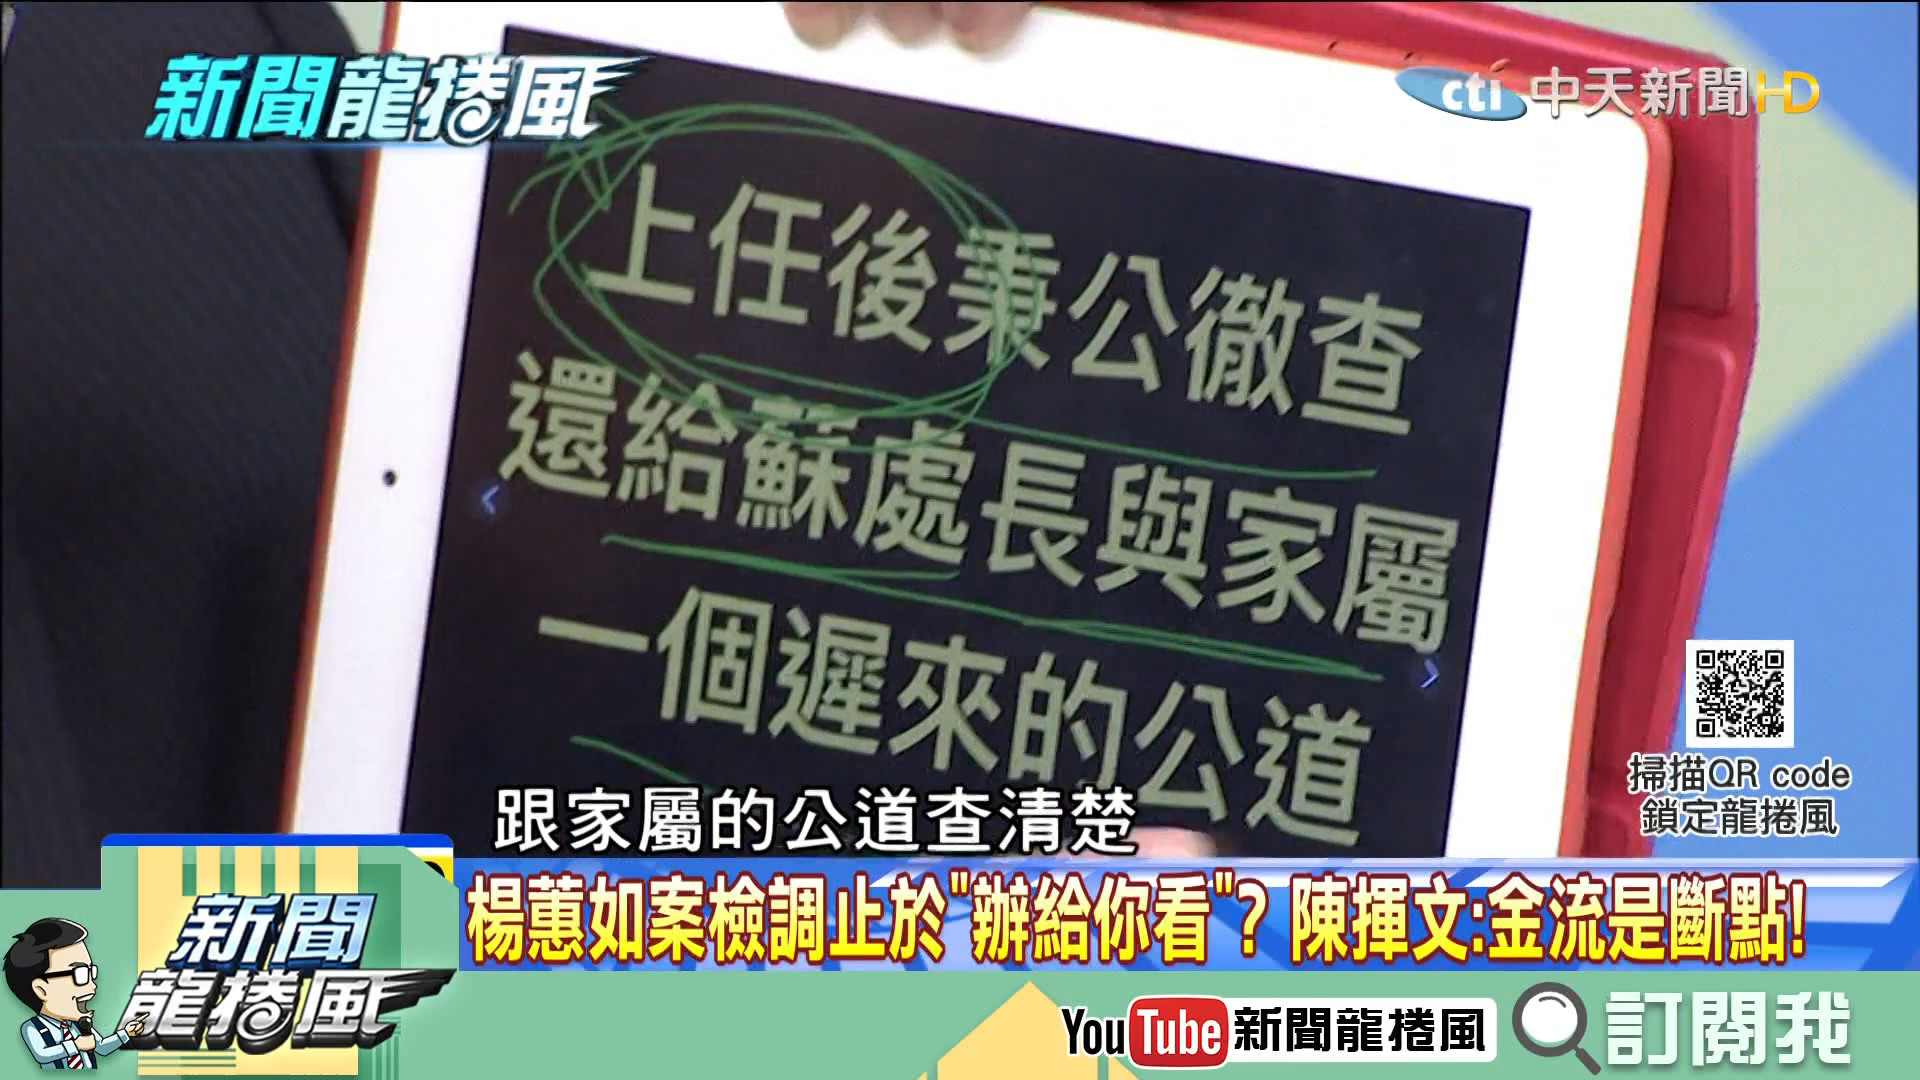 新聞龍捲風
cti 中天新聞HD
上任後秉公徹查
還給蘇處長與家屬
一個遲來的公道
掃描QR code
鎖定龍捲風
跟家屬的公道查清楚
楊蕙如案檢調止於"辦給你看"? 陳揮文:金流是斷點!
新聞
龍捲風
YouTube 新聞龍捲風 訂閱我